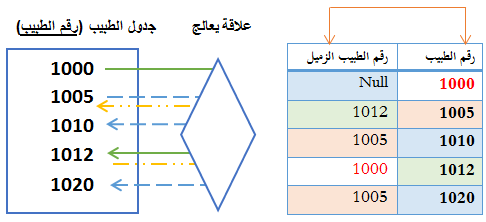 علاقة يعالج
جدول الطبيب (رقم الطبيب)
1000
1005
1010
1012
1020
رقم الطبيب رقم الطبيب الزميل
1000 Null
1005 1012
1010 1005
1012 1000
1020 1005